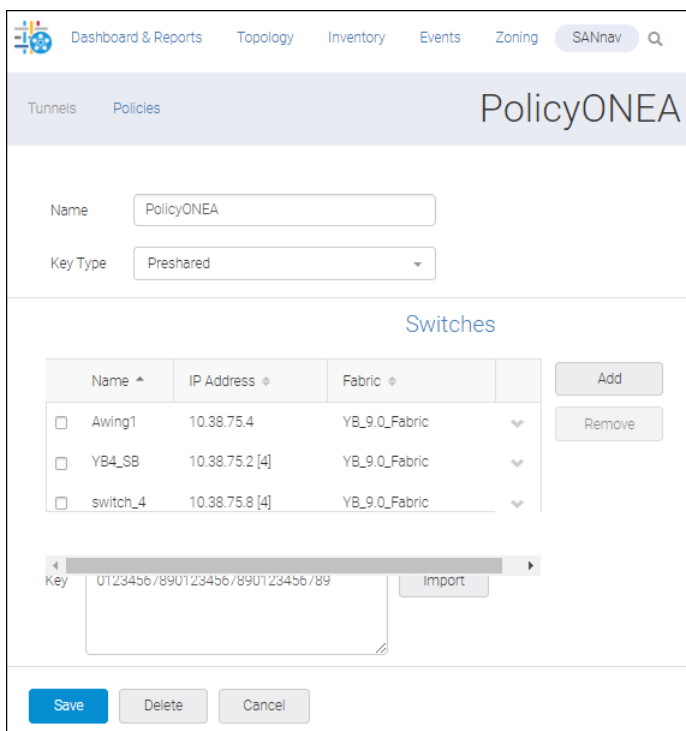 Dashboard & Reports Topology Inventory Events Zoning SANnav
Tunnels Policies PolicyONEA
Name PolicyONEA
Key Type Preshared
Switches
Name IP Address Fabric Add
Awing1 10.38.75.4 YB_9.0_Fabric Remove
YB4_SB 10.38.75.2 [4] YB_9.0_Fabric
switch_4 10.38.75.8 [4] YB_9.0_Fabric
Key 012345678901234567890123456789 Import
Save Delete Cancel